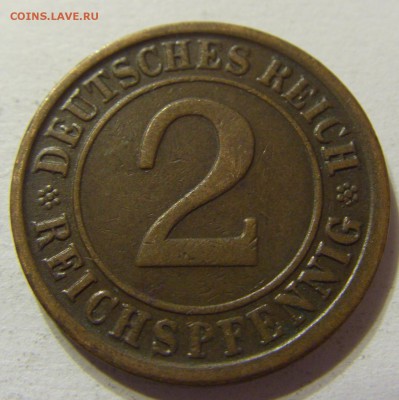 COINS.LAVE.RU
DEUTSCHES REICH
2
REICHSPFENNIG